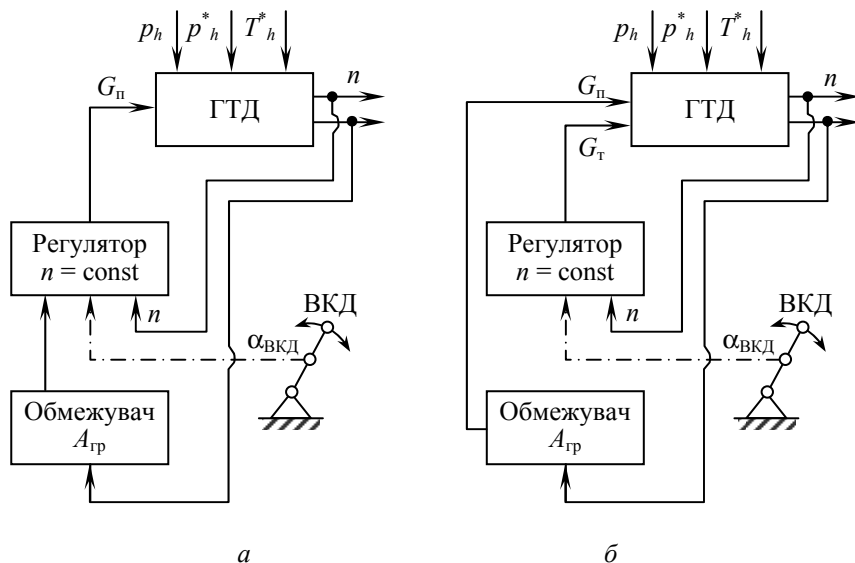 p_h p*_h T*_h
n
G_п
ГТД
Регулятор
n = const
n
ВКД
α_ВКД
Обмежувач
A_гр
а
p_h p*_h T*_h
n
G_п
ГТД
G_т
Регулятор
n = const
n
ВКД
α_ВКД
Обмежувач
A_гр
б